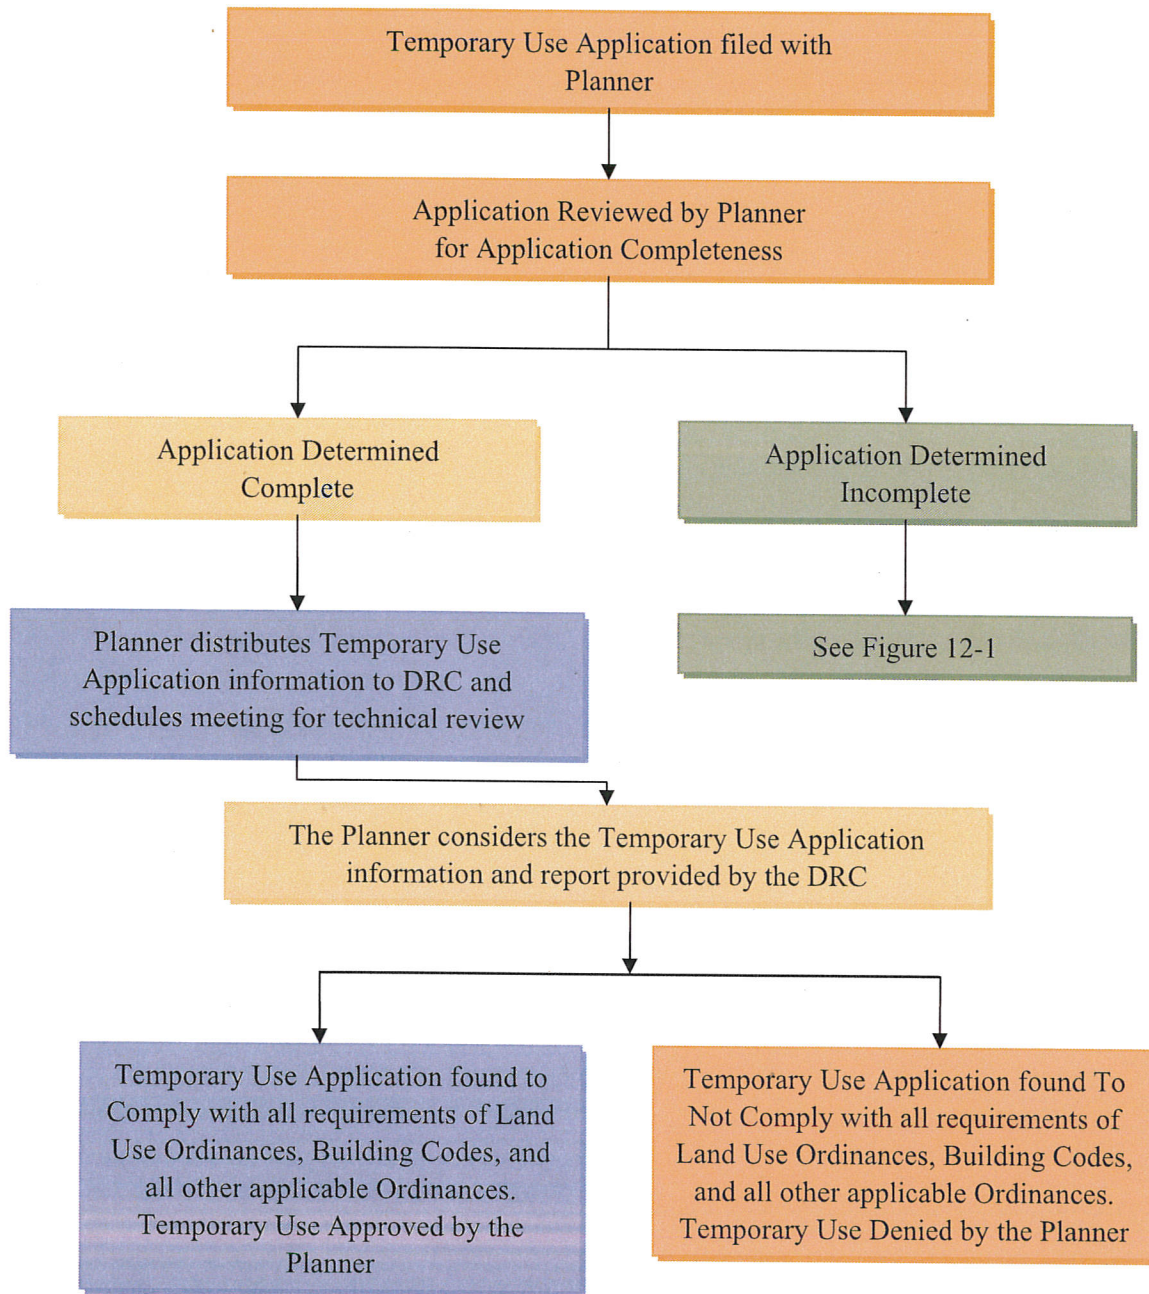 Temporary Use Application filed with
Planner
Application Reviewed by Planner
for Application Completeness
Application Determined
Complete
Application Determined
Incomplete
Planner distributes Temporary Use
Application information to DRC and
schedules meeting for technical review
See Figure 12-1
The Planner considers the Temporary Use Application
information and report provided by the DRC
Temporary Use Application found to
Comply with all requirements of Land
Use Ordinances, Building Codes, and
all other applicable Ordinances.
Temporary Use Approved by the
Planner
Temporary Use Application found To
Not Comply with all requirements of
Land Use Ordinances, Building Codes,
and all other applicable Ordinances.
Temporary Use Denied by the Planner